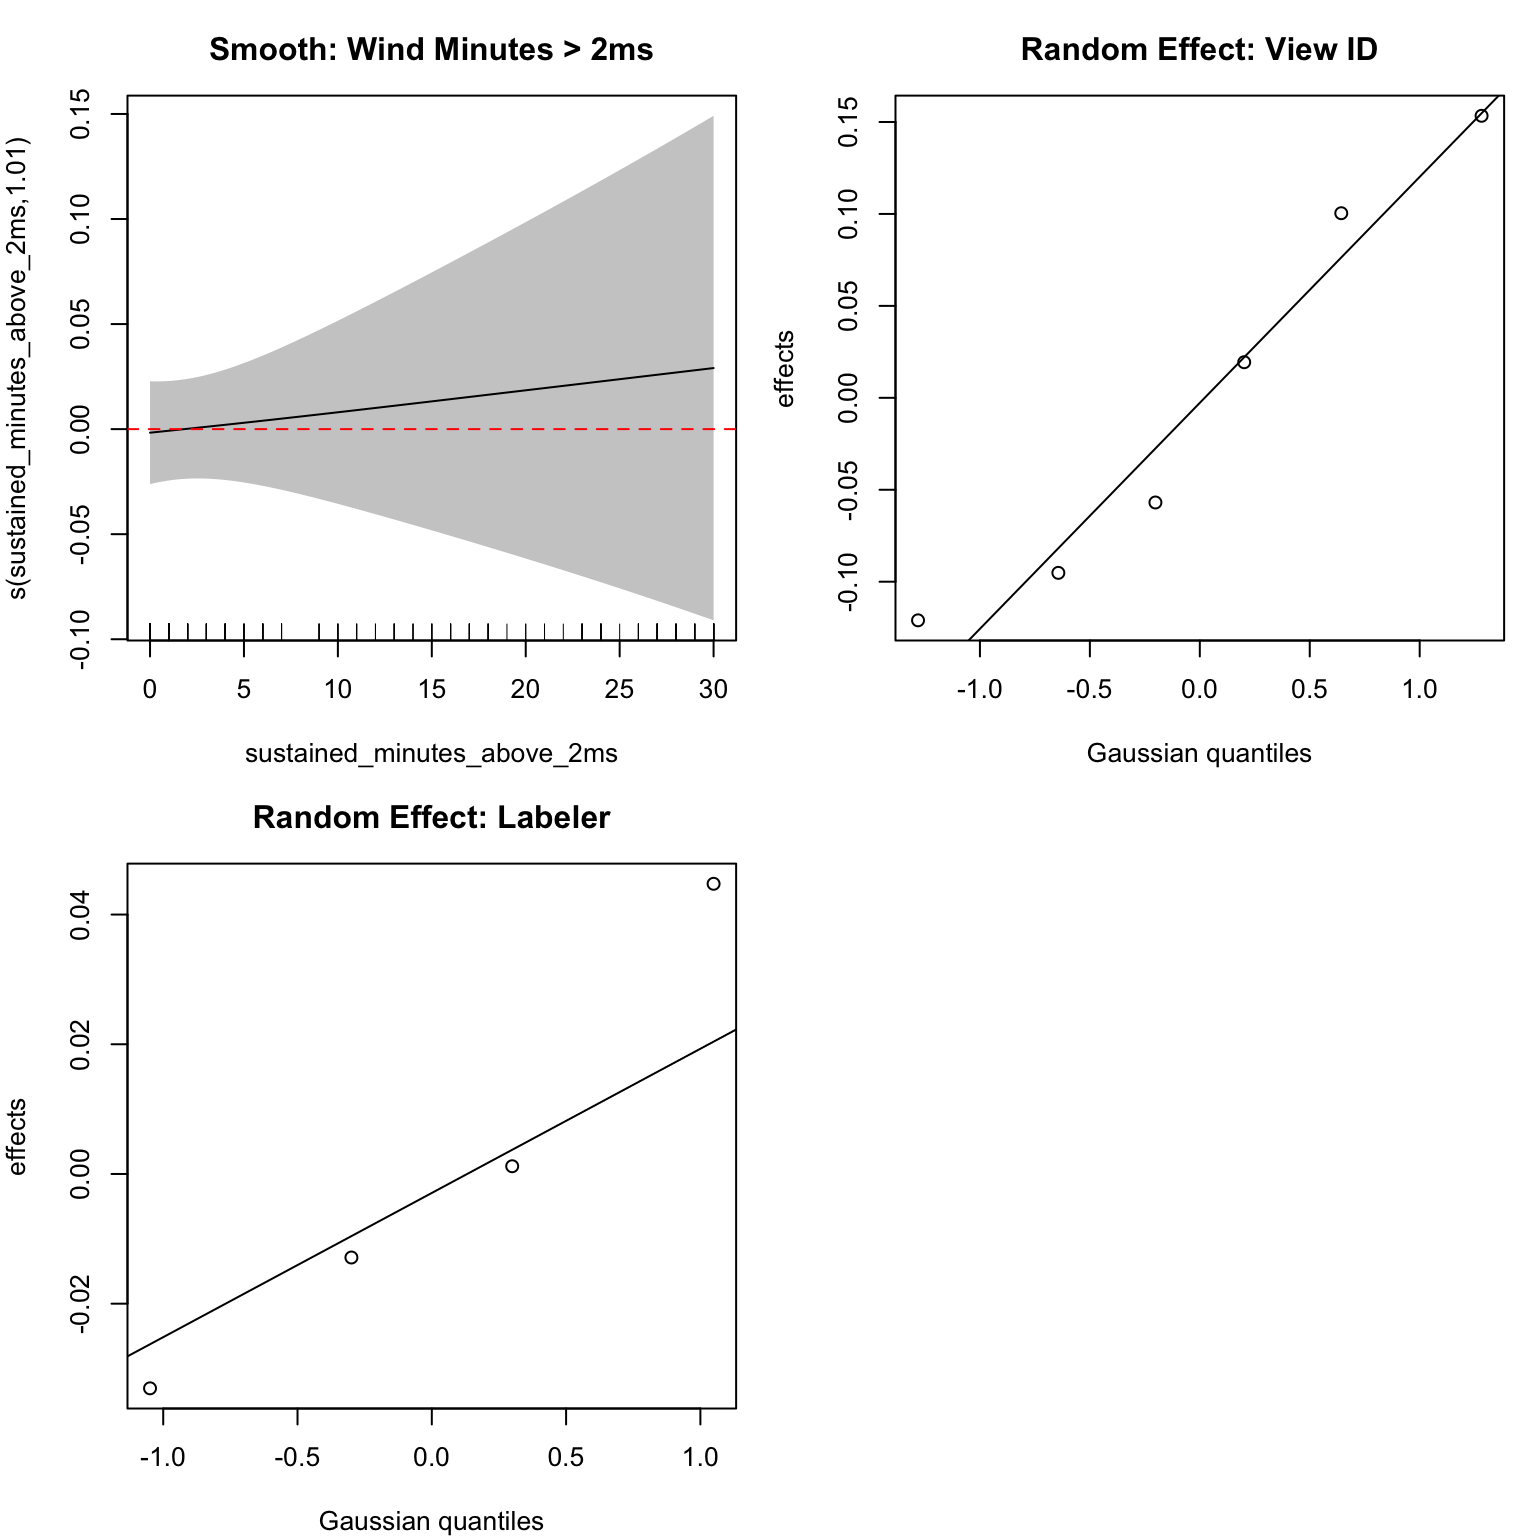 Smooth: Wind Minutes > 2ms
s(sustained_minutes_above_2ms, 1.01)
0.15
0.10
0.05
0.00
-0.05
-0.10
0 5 10 15 20 25 30
sustained_minutes_above_2ms
Random Effect: View ID
effects
0.15
0.10
0.05
0.00
-0.05
-0.10
-1.0 -0.5 0.0 0.5 1.0
Gaussian quantiles
Random Effect: Labeler
effects
0.04
0.02
0.00
-0.02
-1.0 -0.5 0.0 0.5 1.0
Gaussian quantiles